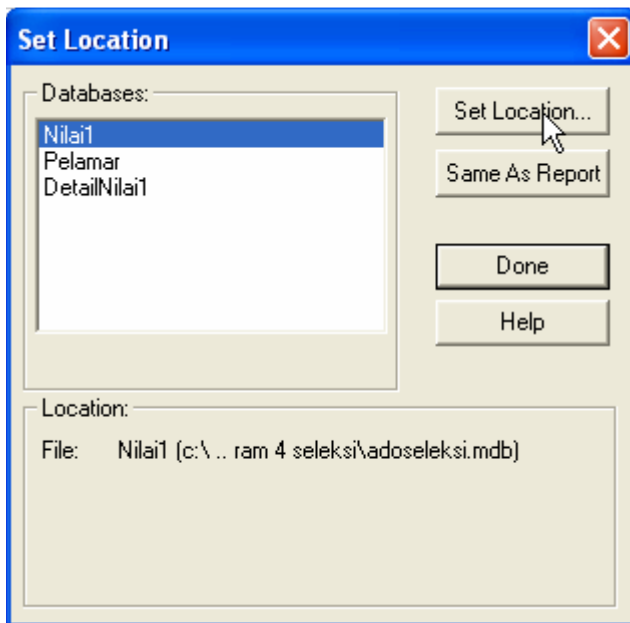 Set Location
Databases:
Nilai1
Pelamar
DetailNilai1
Set Location...
Same As Report
Done
Help
Location:
File: Nilai1 (c:\ .. ram 4 seleksi\adoseleksi.mdb)